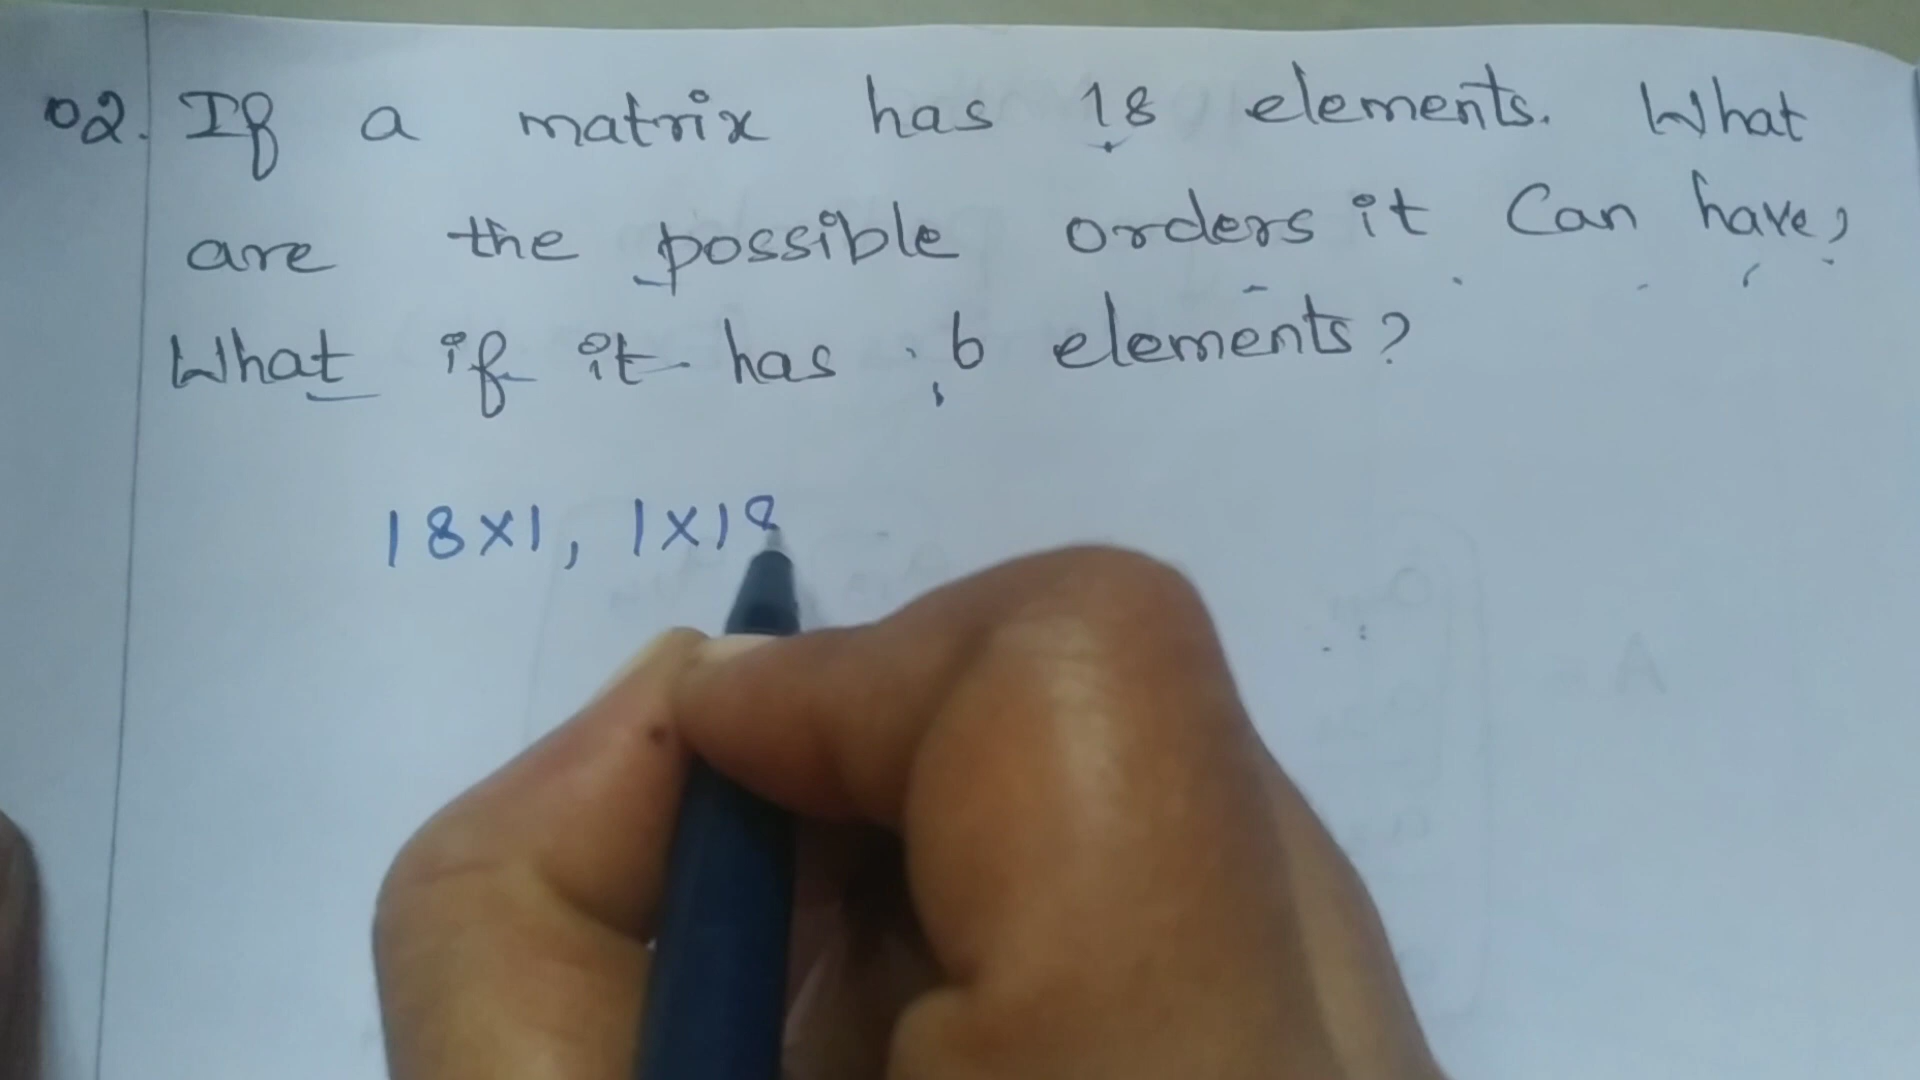 02. If a matrix has 18 elements. What
are the possible orders it Can have,
What if it has 6 elements?
18×1, 1×18